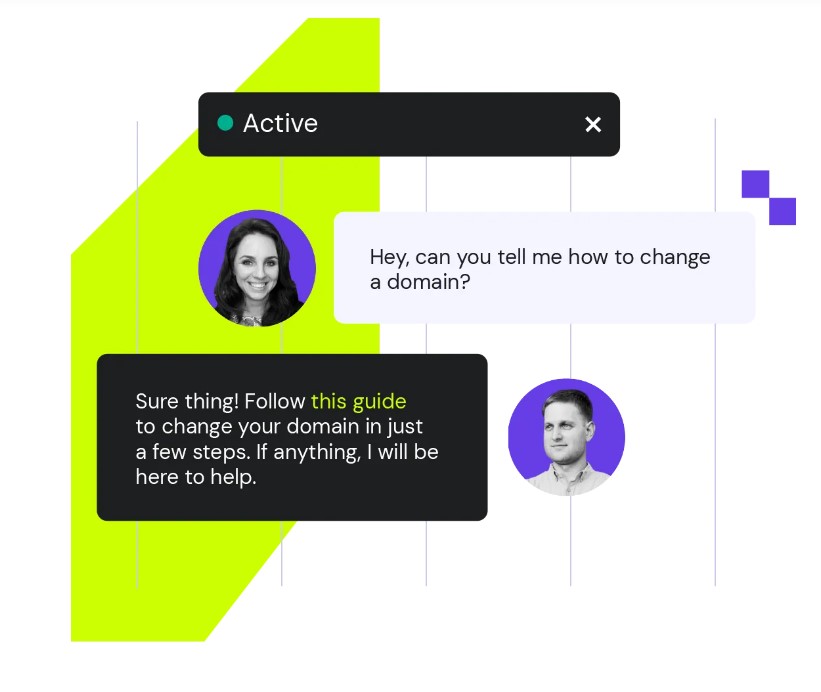 Active
Hey, can you tell me how to change
a domain?
Sure thing! Follow this guide
to change your domain in just
a few steps. If anything, I will be
here to help.